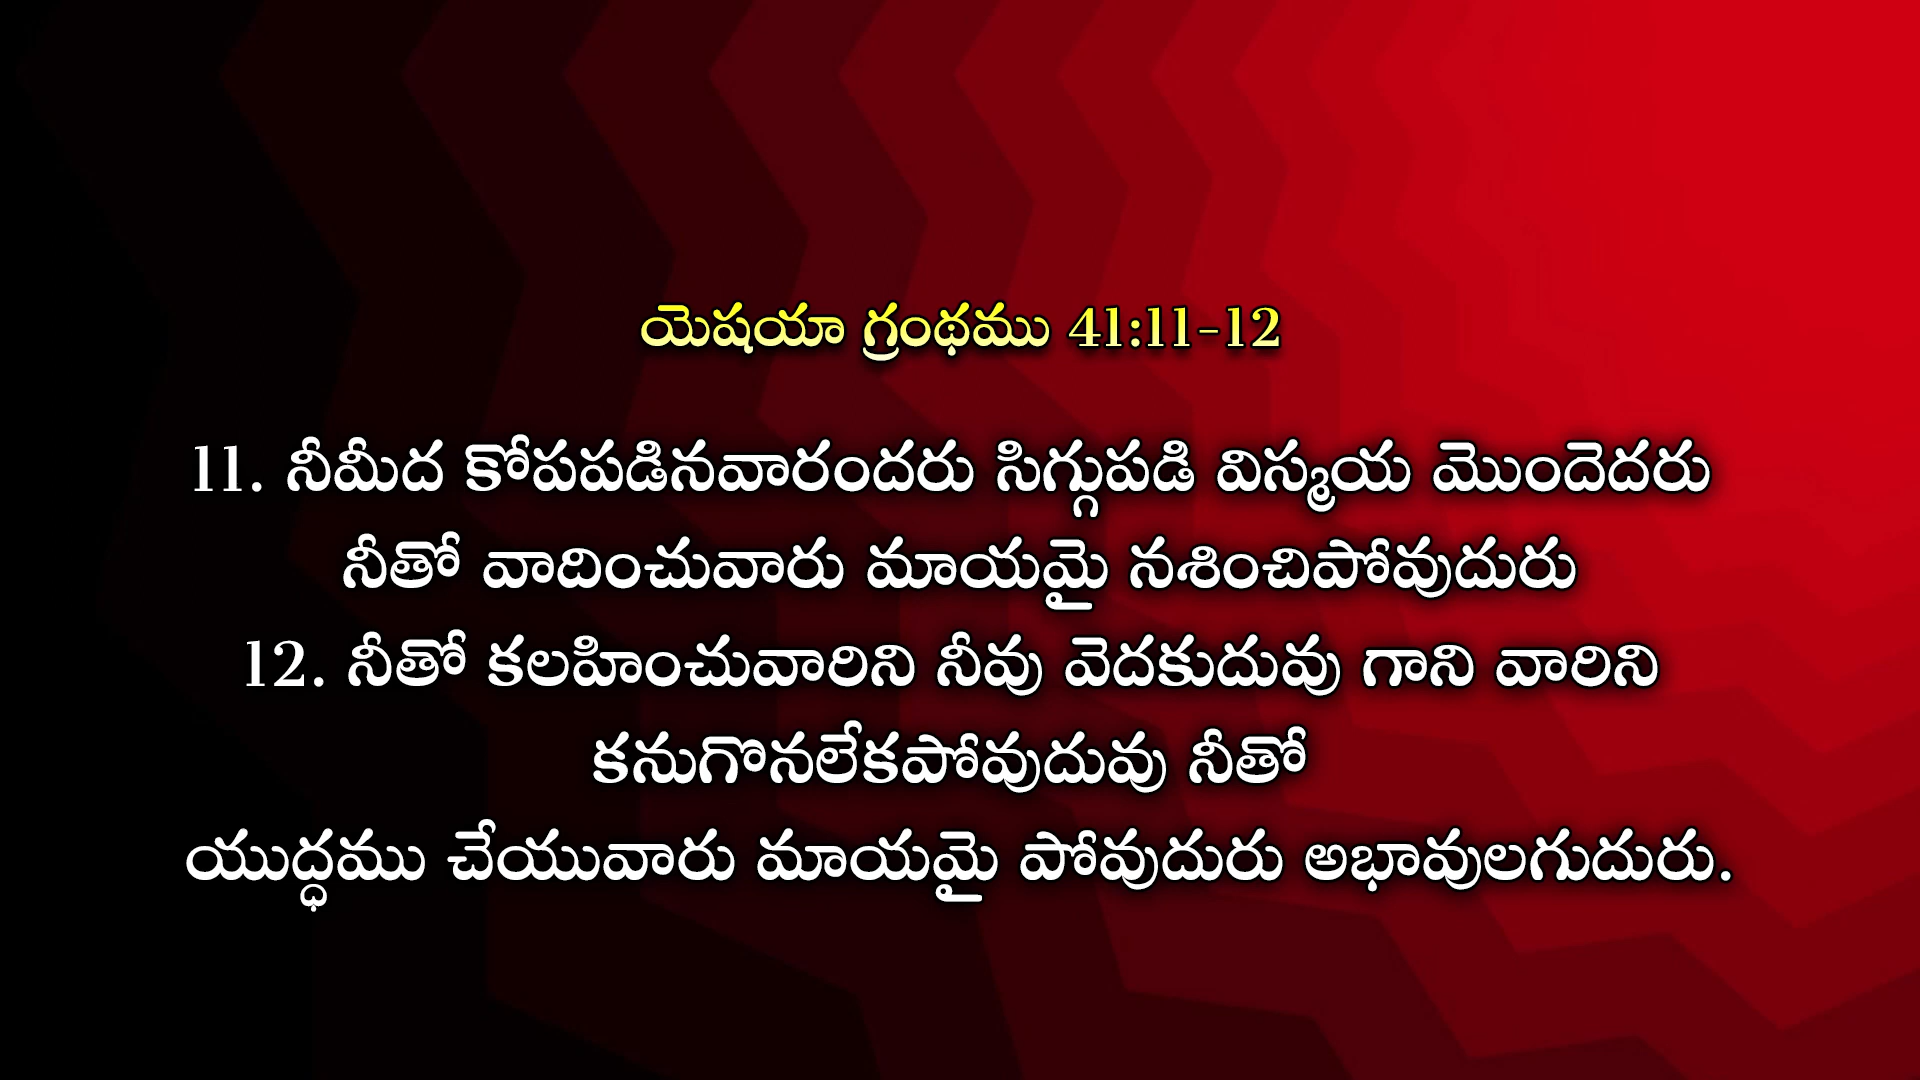 యెషయా గ్రంథము 41:11-12
11. నీమీద కోపపడినవారందరు సిగ్గుపడి విస్మయ మొందెదరు
నీతో వాదించువారు మాయమై నశించిపోవుదురు
12. నీతో కలహించువారిని నీవు వెదకుదువు గాని వారిని
కనుగొనలేకపోవుదువు నీతో
యుద్ధము చేయువారు మాయమై పోవుదురు అభావులగుదురు.